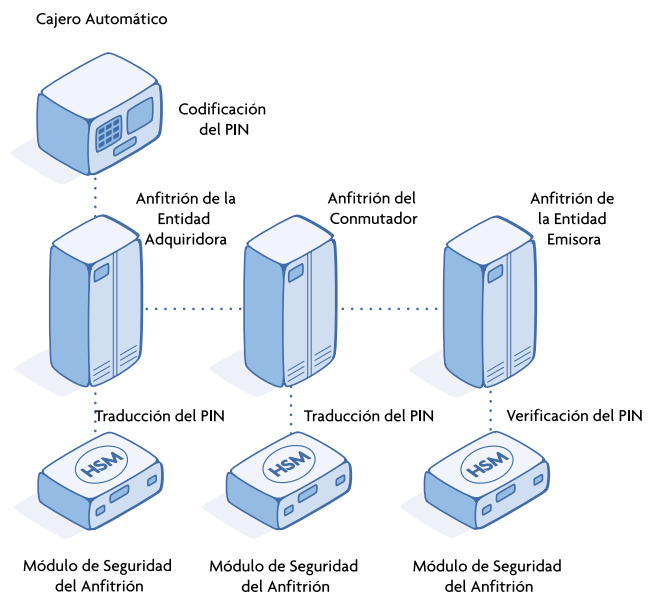 Cajero Automático
Codificación
del PIN
Anfitrión de la
Entidad
Adquiridora
Anfitrión del
Conmutador
Anfitrión de
la Entidad
Emisora
Traducción del PIN
Traducción del PIN
Verificación del PIN
HSM
HSM
HSM
Módulo de Seguridad
del Anfitrión
Módulo de Seguridad
del Anfitrión
Módulo de Seguridad
del Anfitrión